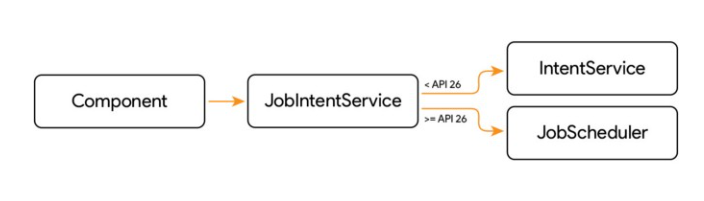 Component
JobIntentService
< API 26
>= API 26
IntentService
JobScheduler